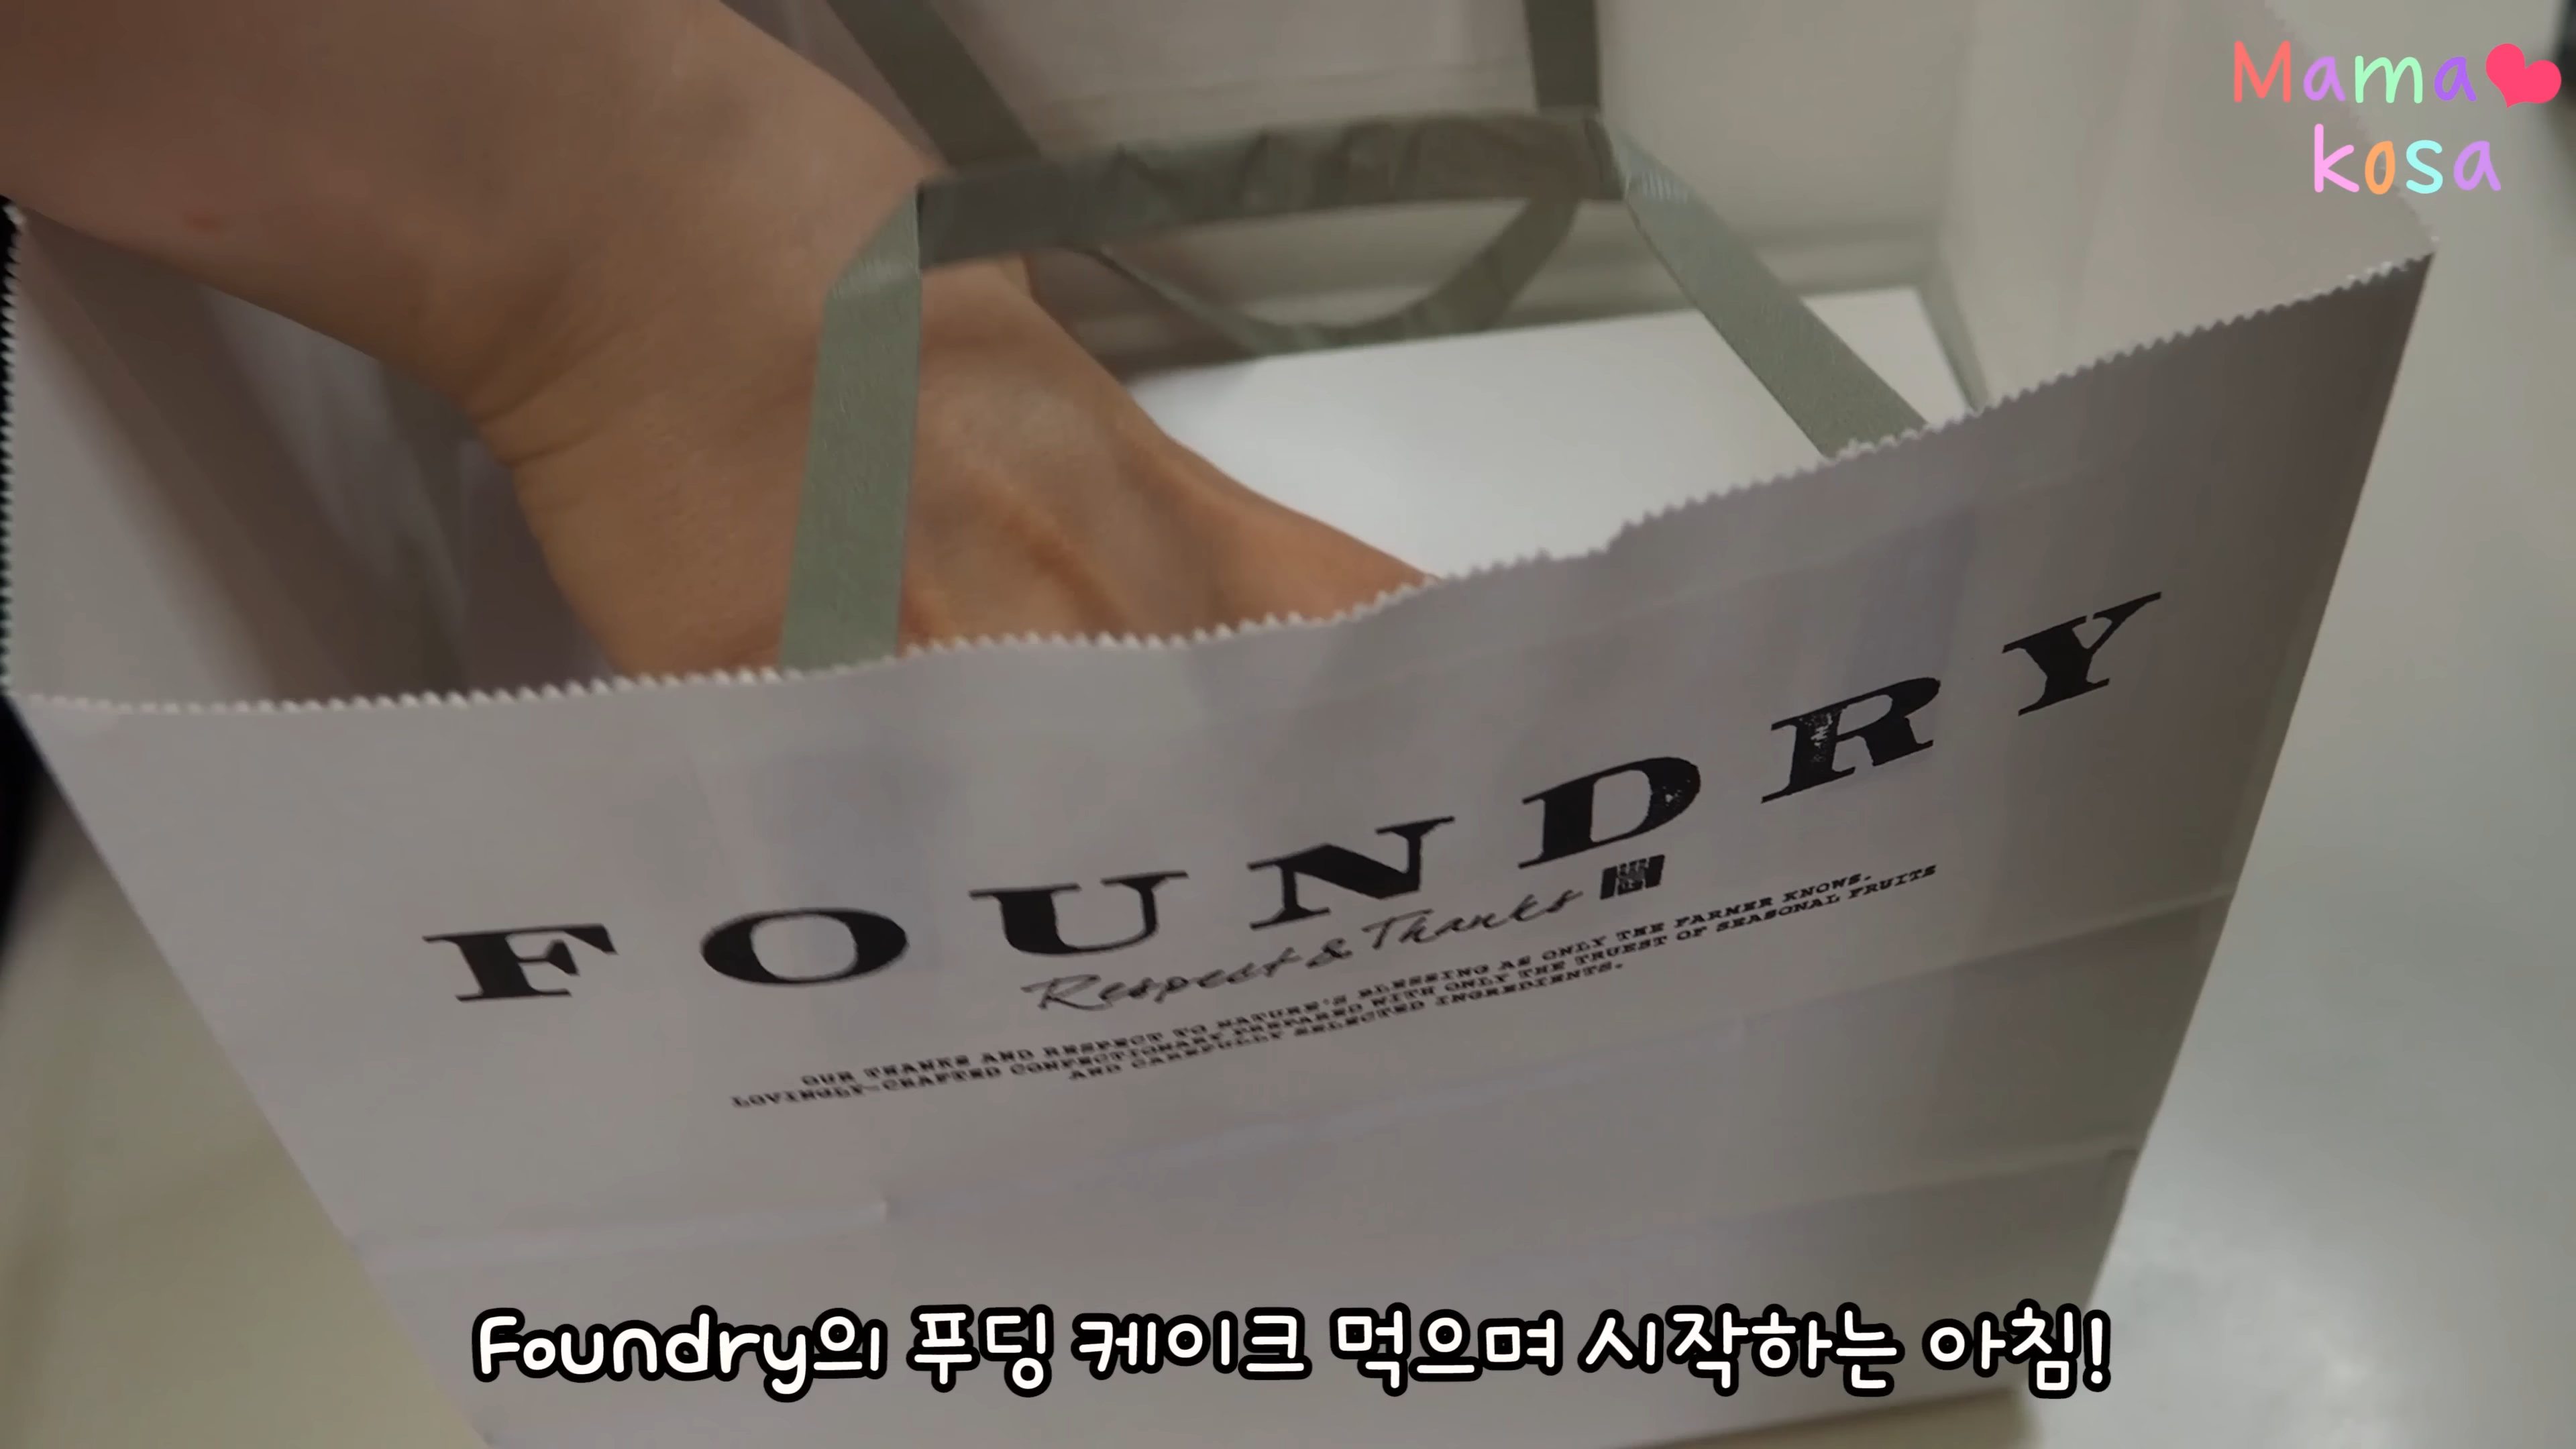 Mama
kosa
FOUNDRY
Respect & Thanks
OUR THANKS AND RESPECT TO NATURE'S BLESSING AS ONLY THE FARMER KNOWS.
LOVINGLY-CRAFTED CONFECTIONARY PREPARED WITH ONLY THE TRUEST OF SEASONAL FRUITS
AND CAREFULLY SELECTED INGREDIENTS.
Foundry의 푸딩 케이크 먹으며 시작하는 아침!